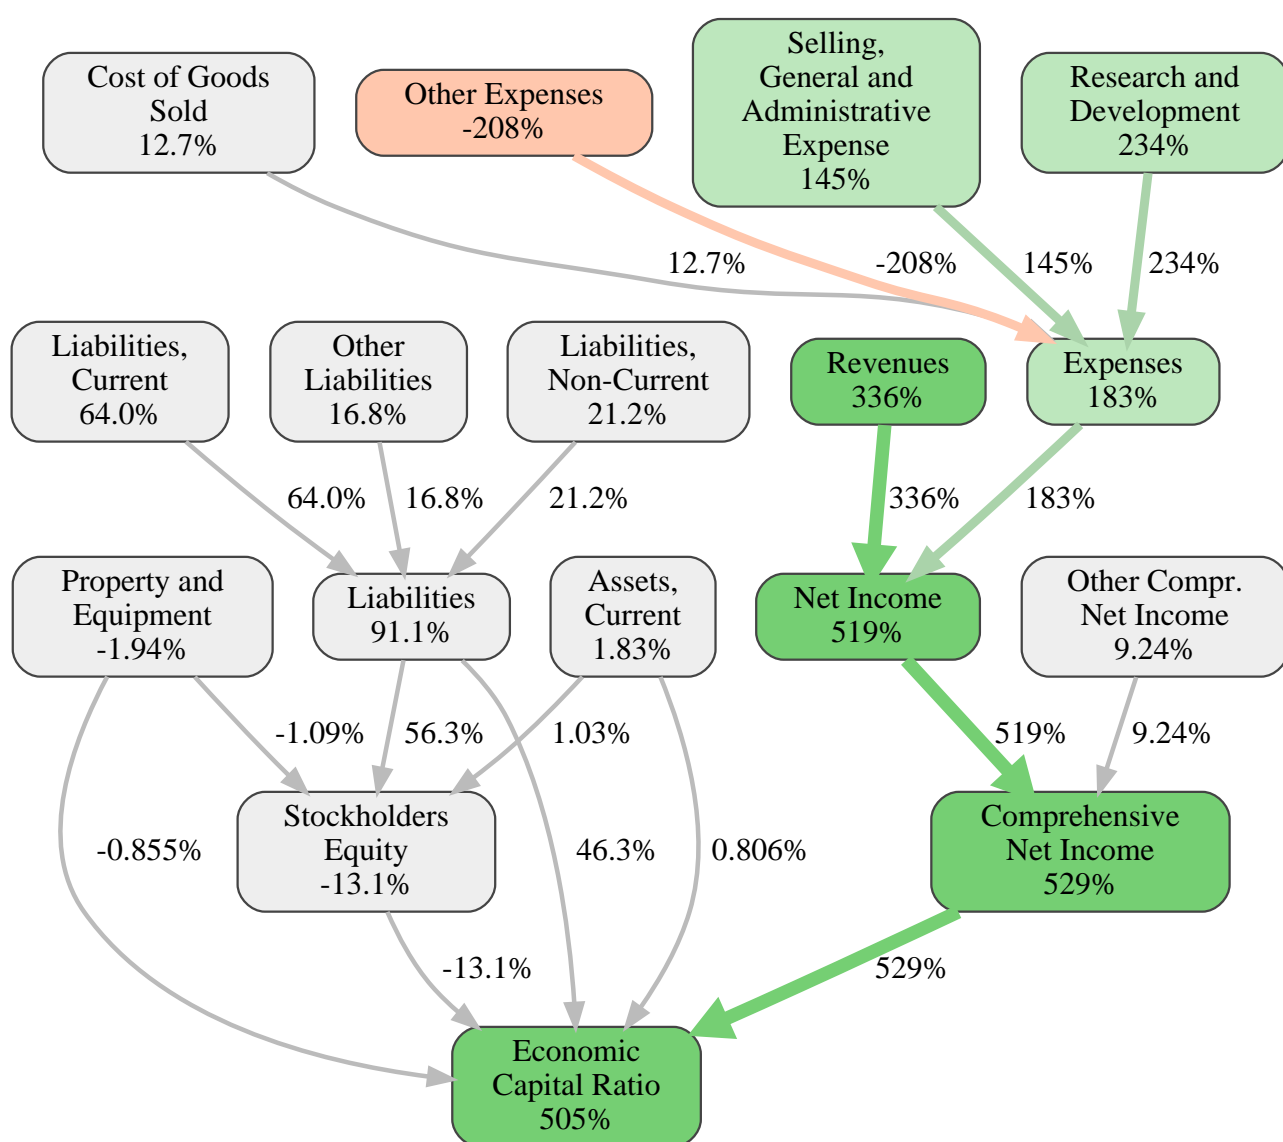 Cost of Goods
Sold
12.7%
Other Expenses
-208%
Selling,
General and
Administrative
Expense
145%
Research and
Development
234%
12.7%
-208%
145%
234%
Liabilities,
Current
64.0%
Other
Liabilities
16.8%
Liabilities,
Non-Current
21.2%
Revenues
336%
Expenses
183%
64.0%
16.8%
21.2%
336%
183%
Property and
Equipment
-1.94%
Liabilities
91.1%
Assets,
Current
1.83%
Net Income
519%
Other Compr.
Net Income
9.24%
-1.09%
56.3%
1.03%
519%
9.24%
Stockholders
Equity
-13.1%
Comprehensive
Net Income
529%
-0.855%
46.3%
0.806%
-13.1%
529%
Economic
Capital Ratio
505%